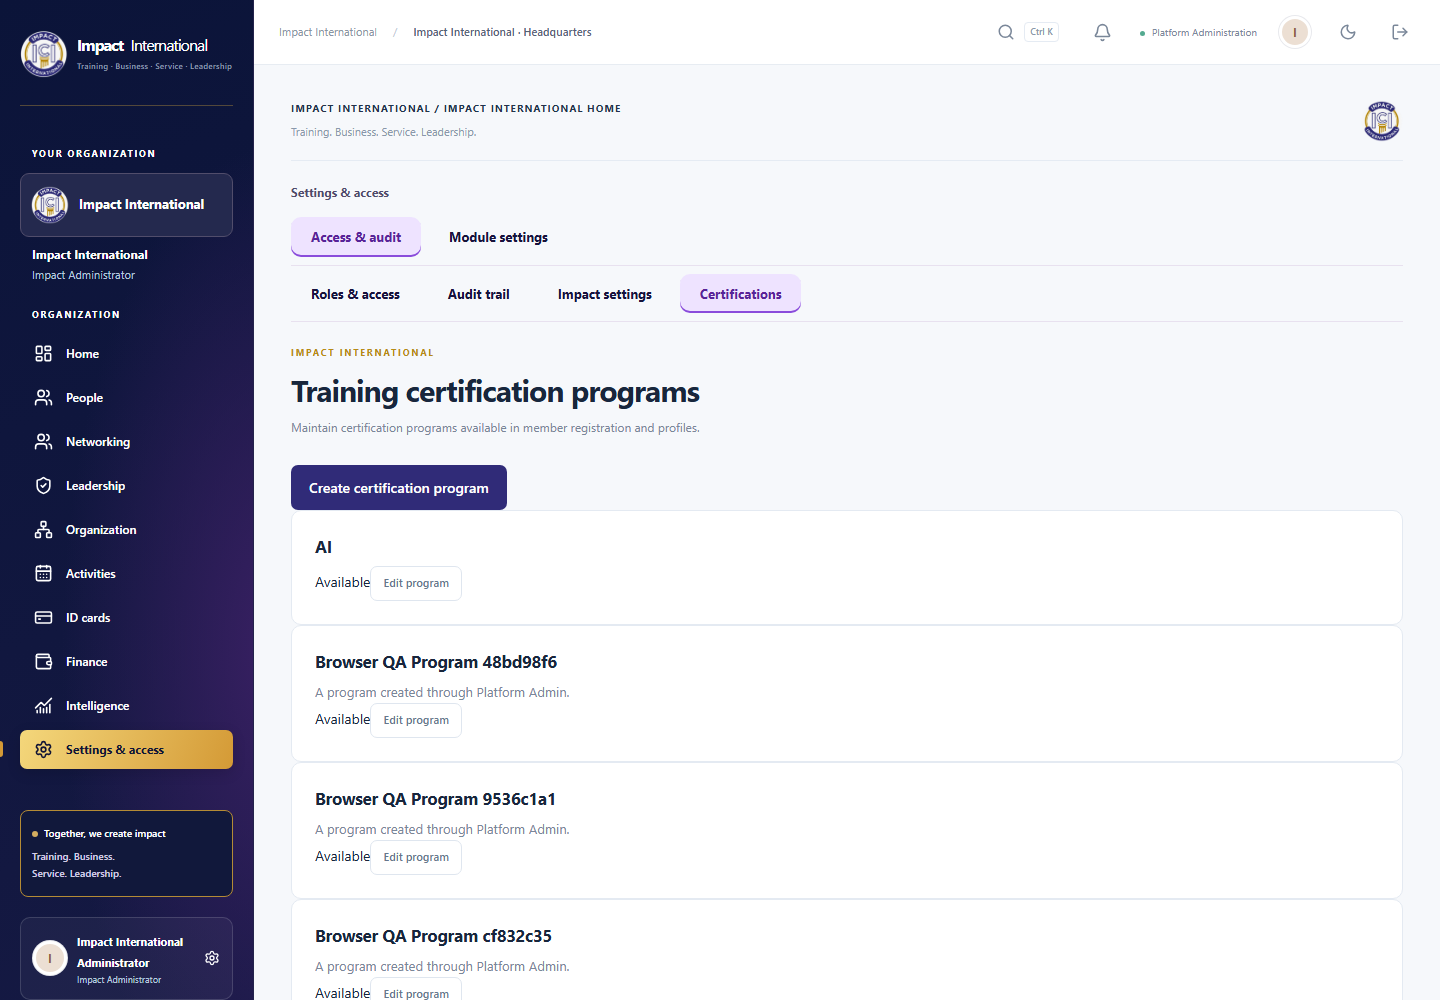 Impact International
Training · Business · Service · Leadership
YOUR ORGANIZATION
Impact International
Impact International
Impact Administrator
ORGANIZATION
Home
People
Networking
Leadership
Organization
Activities
ID cards
Finance
Intelligence
Settings & access
Together, we create impact
Training. Business.
Service. Leadership.
I
Impact International
Administrator
Impact Administrator
Impact International / Impact International · Headquarters
Ctrl K
Platform Administration
I
IMPACT INTERNATIONAL / IMPACT INTERNATIONAL HOME
Training. Business. Service. Leadership.
Settings & access
Access & audit
Module settings
Roles & access
Audit trail
Impact settings
Certifications
IMPACT INTERNATIONAL
Training certification programs
Maintain certification programs available in member registration and profiles.
Create certification program
AI
Available Edit program
Browser QA Program 48bd98f6
A program created through Platform Admin.
Available Edit program
Browser QA Program 9536c1a1
A program created through Platform Admin.
Available Edit program
Browser QA Program cf832c35
A program created through Platform Admin.
Available Edit program